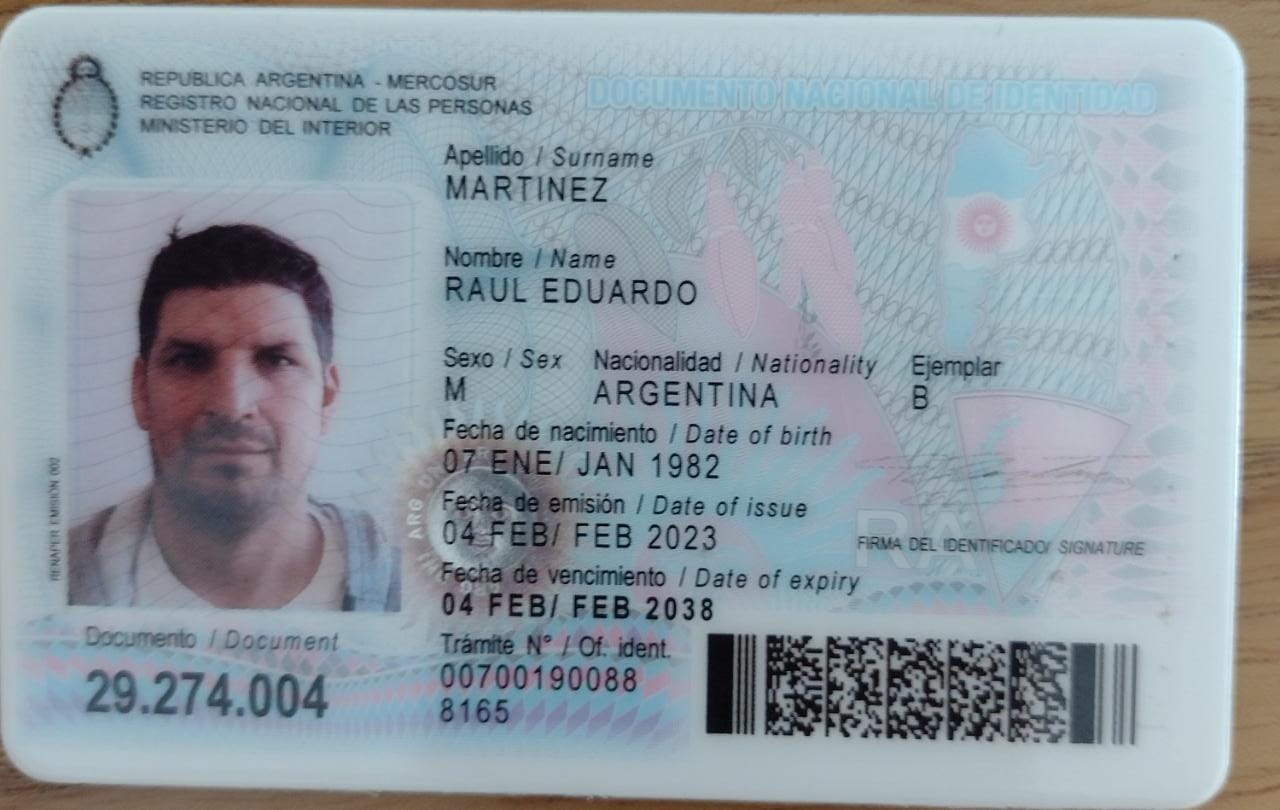 REPUBLICA ARGENTINA - MERCOSUR
REGISTRO NACIONAL DE LAS PERSONAS
MINISTERIO DEL INTERIOR
DOCUMENTO NACIONAL DE IDENTIDAD
Apellido / Surname
MARTINEZ
Nombre / Name
RAUL EDUARDO
Sexo / Sex Nacionalidad / Nationality Ejemplar
M ARGENTINA B
Fecha de nacimiento / Date of birth
07 ENE/ JAN 1982
Fecha de emisión / Date of issue
04 FEB/ FEB 2023
RA
FIRMA DEL IDENTIFICADO/ SIGNATURE
Fecha de vencimiento / Date of expiry
04 FEB/ FEB 2038
RENAPER EMISIÓN 002
Documento / Document
29.274.004
Trámite N° / Of. ident.
00700190088
8165